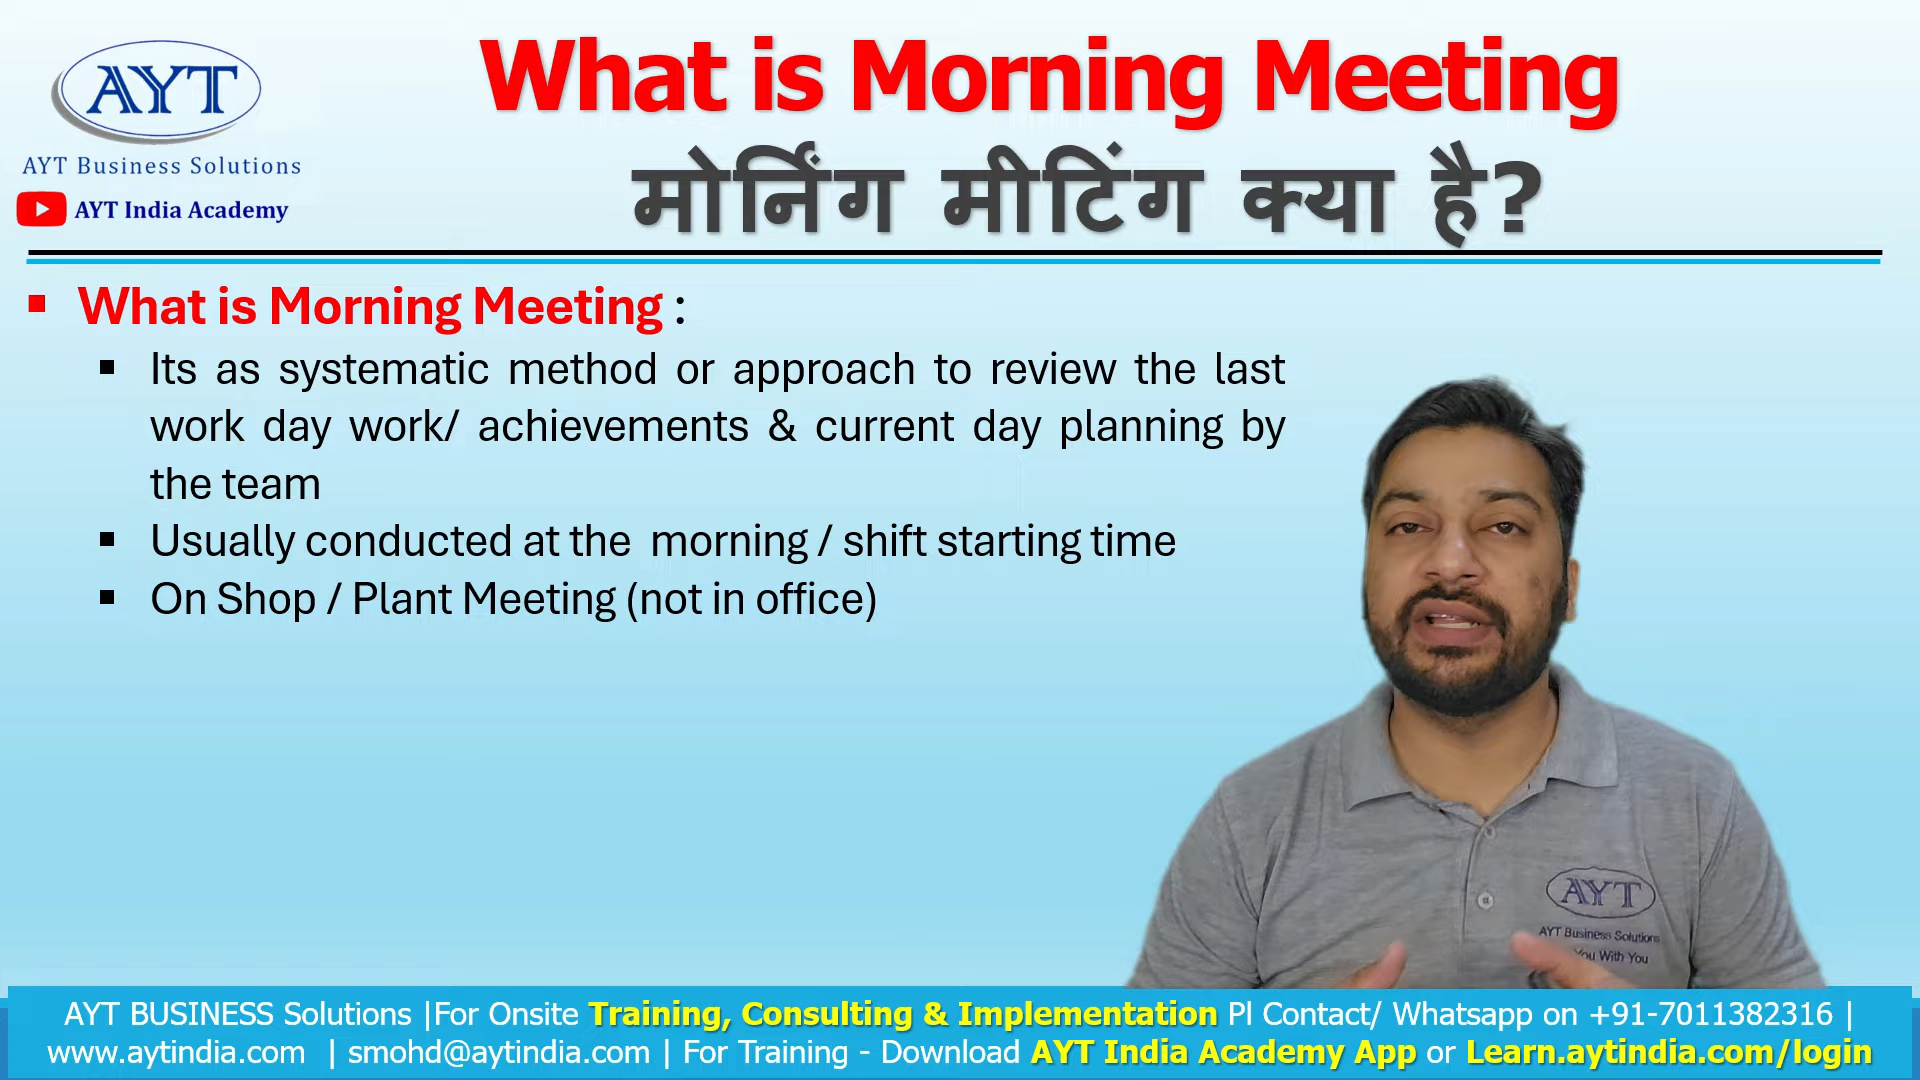 AYT
AYT Business Solutions
AYT India Academy
What is Morning Meeting
मोर्निंग मीटिंग क्या है?
What is Morning Meeting :
Its as systematic method or approach to review the last
work day work/ achievements & current day planning by
the team
Usually conducted at the morning / shift starting time
On Shop / Plant Meeting (not in office)
AYT
AYT Business Solutions
You With You
AYT BUSINESS Solutions |For Onsite Training, Consulting & Implementation Pl Contact/ Whatsapp on +91-7011382316 |
www.aytindia.com | smohd@aytindia.com | For Training - Download AYT India Academy App or Learn.aytindia.com/login